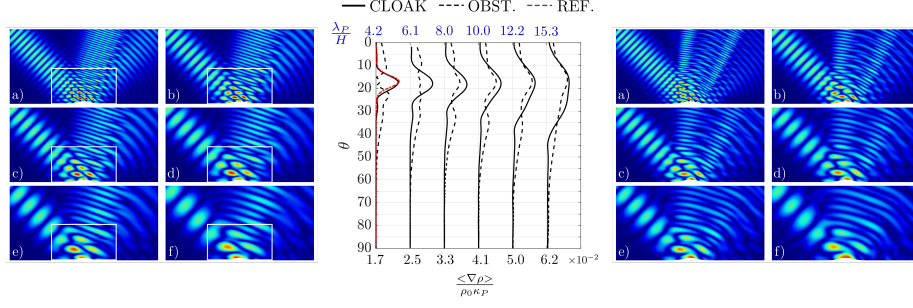 CLOAK OBST. REF.
λ_P/H 4.2 6.1 8.0 10.0 12.2 15.3
a) b)
c) d)
e) f)
θ
0
10
20
30
40
50
60
70
80
90
1.7 2.5 3.3 4.1 5.0 6.2 ×10⁻²
<∇ρ>/ρ₀κ_P
a) b)
c) d)
e) f)